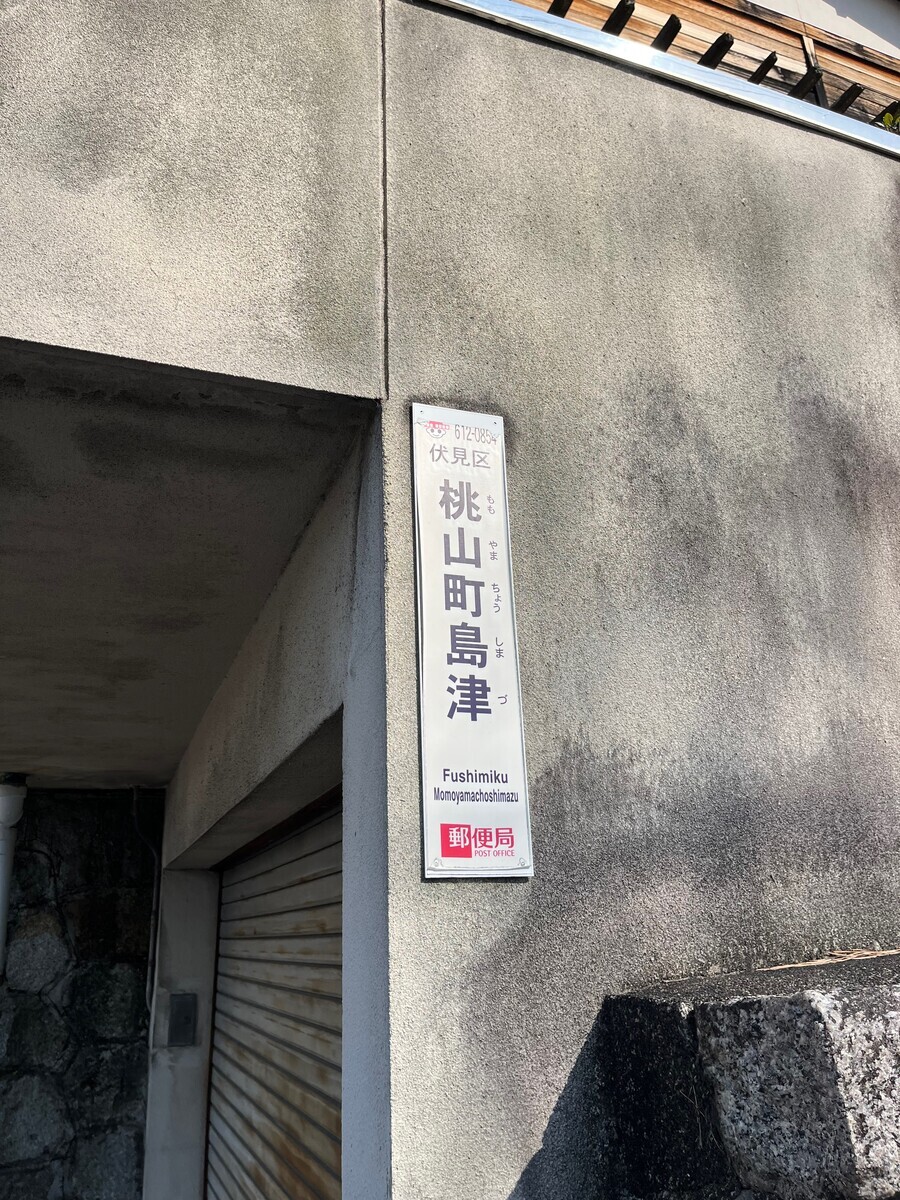 612-0854
伏見区
桃山町島津
もも やま ちょう しま づ
Fushimiku
Momoyamachoshimazu
郵便局
POST OFFICE